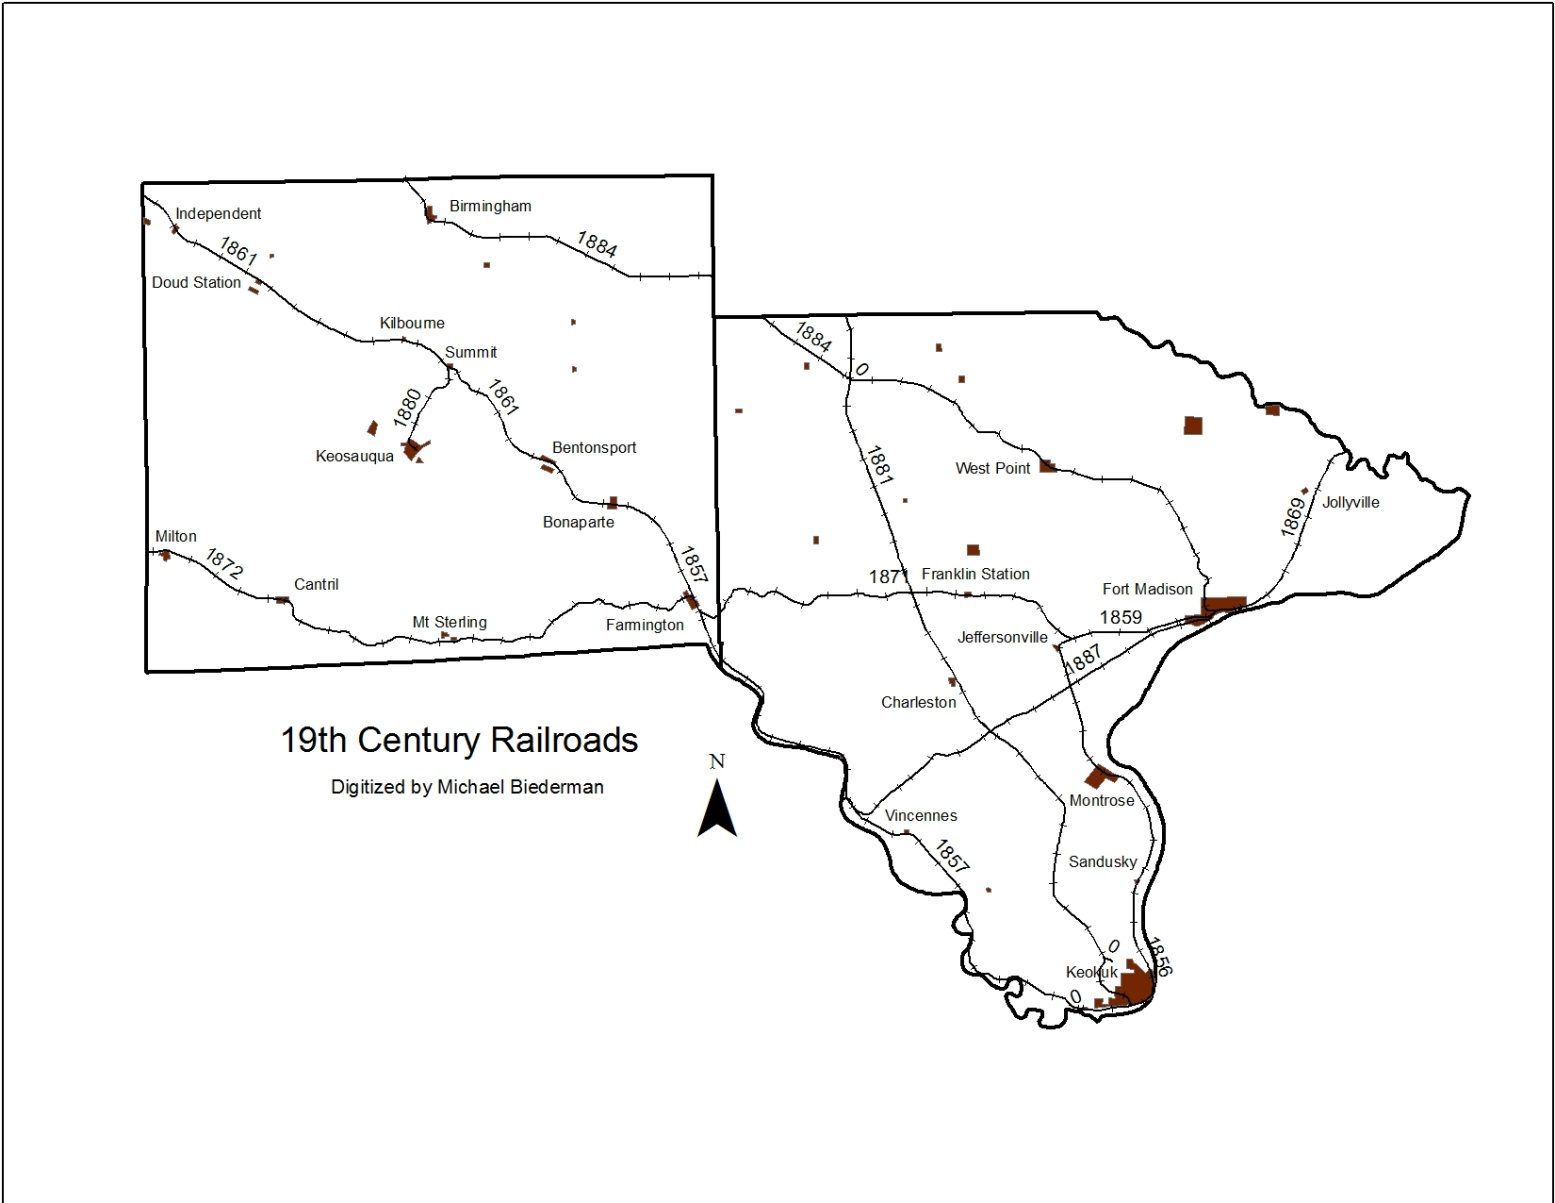 Independent
Birmingham
1861
1884
Doud Station
Kilbourne
1884
Summit
0
1880
1861
Keosauqua
Bentonsport
1881
West Point
1869
Jollyville
Bonaparte
Milton
1872
1857
Cantril
1871
Franklin Station
Fort Madison
Mt Sterling
Farmington
1859
Jeffersonville
1887
Charleston
19th Century Railroads
Digitized by Michael Biederman
N
Montrose
Vincennes
1857
Sandusky
0
1856
Keokuk
0